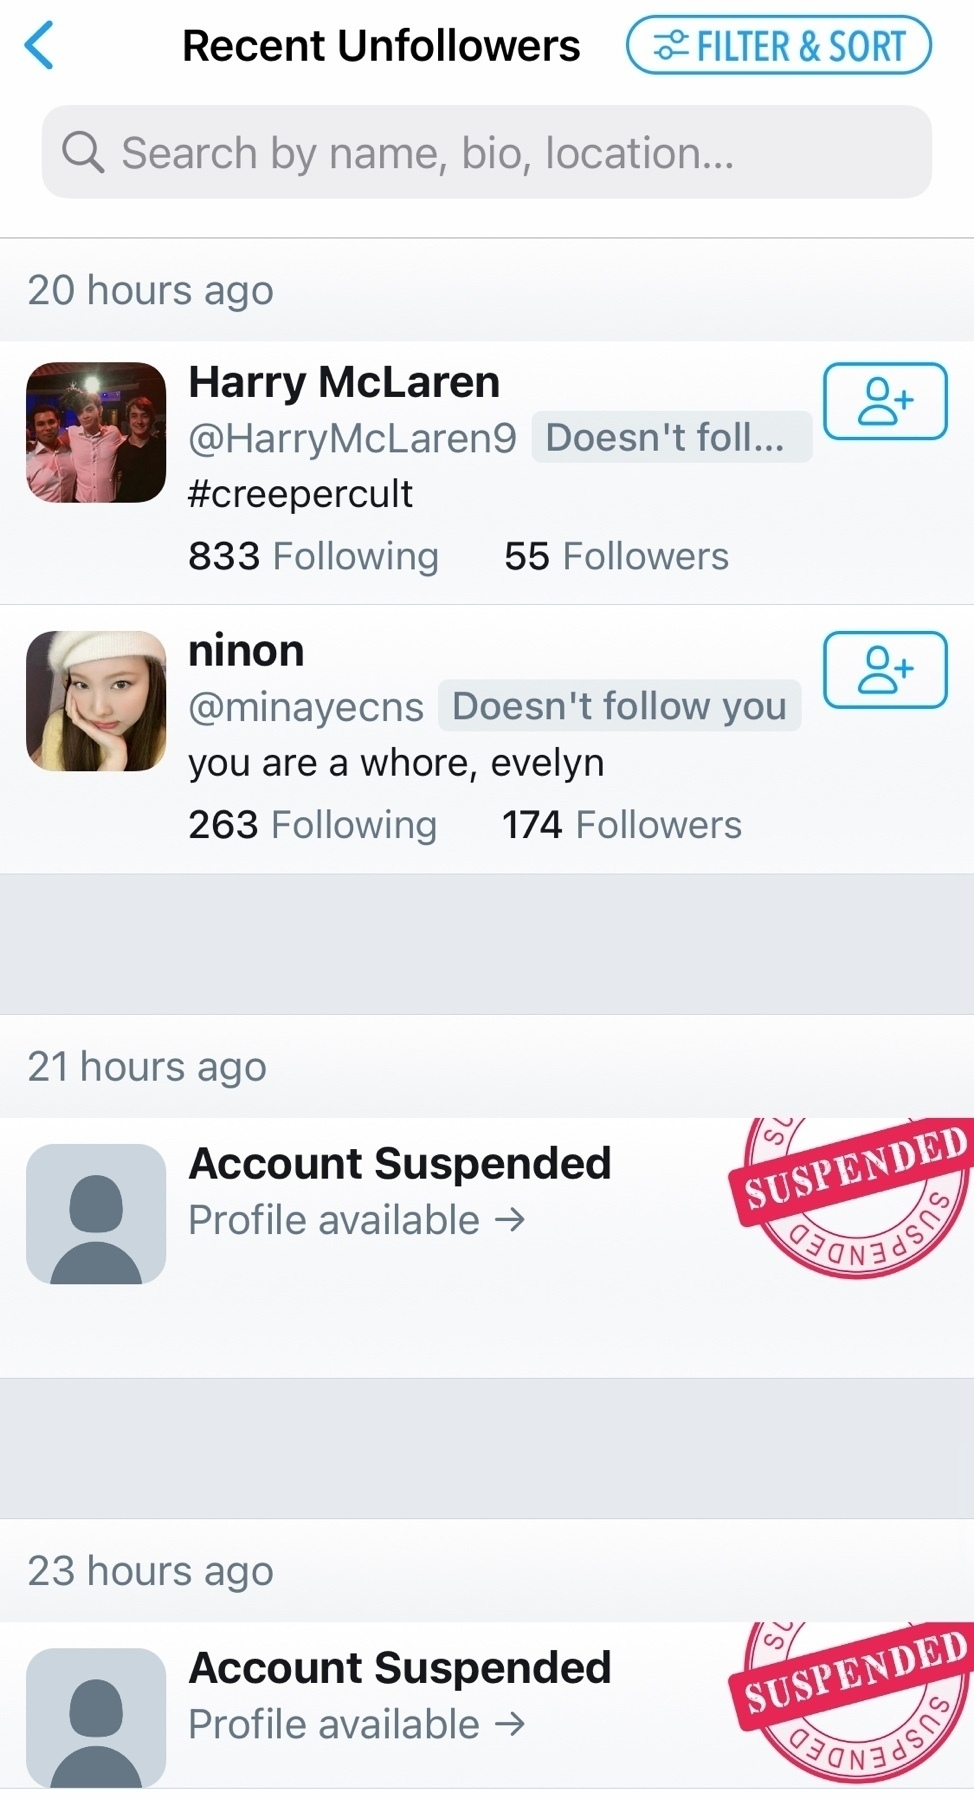 Recent Unfollowers
FILTER & SORT
Search by name, bio, location...
20 hours ago
Harry McLaren
@HarryMcLaren9 Doesn't foll...
#creepercult
833 Following 55 Followers
ninon
@minayecns Doesn't follow you
you are a whore, evelyn
263 Following 174 Followers
21 hours ago
Account Suspended
Profile available →
SUSPENDED
SUSPENDED
SU
23 hours ago
Account Suspended
Profile available →
SUSPENDED
SUSPENDED
SU